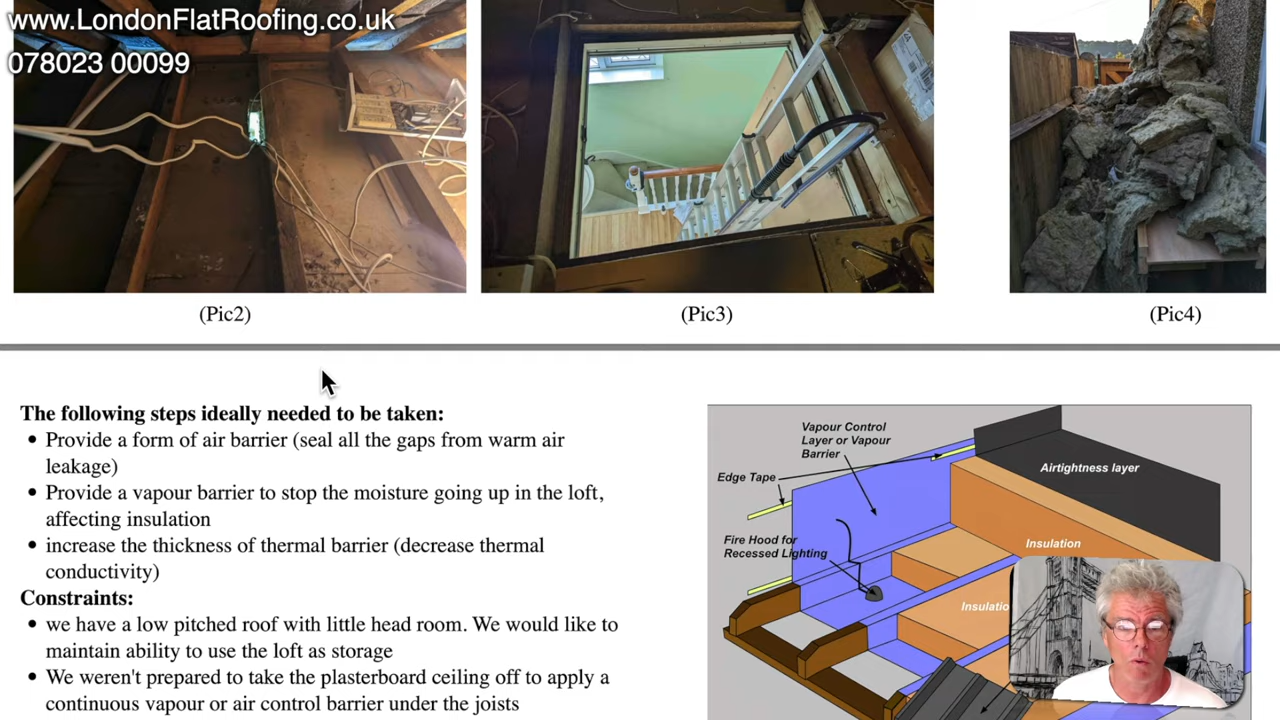 www.LondonFlatRoofing.co.uk
078023 00099
(Pic2)
(Pic3)
(Pic4)
The following steps ideally needed to be taken:
• Provide a form of air barrier (seal all the gaps from warm air
leakage)
• Provide a vapour barrier to stop the moisture going up in the loft,
affecting insulation
• increase the thickness of thermal barrier (decrease thermal
conductivity)
Constraints:
• we have a low pitched roof with little head room. We would like to
maintain ability to use the loft as storage
• We weren't prepared to take the plasterboard ceiling off to apply a
continuous vapour or air control barrier under the joists
Vapour Control
Layer or Vapour
Barrier
Edge Tape
Airtightness layer
Fire Hood for
Recessed Lighting
Insulation
Insulatio